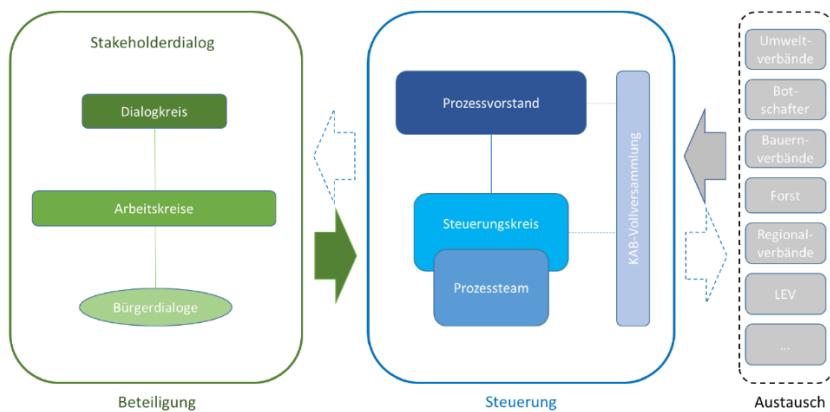 Stakeholderdialog
Dialogkreis
Arbeitskreise
Bürgerdialoge
Beteiligung
Prozessvorstand
Steuerungskreis
Prozessteam
KAB-Vollversammlung
Steuerung
Umwelt-
verbände
Bot-
schafter
Bauern-
verbände
Forst
Regional-
verbände
LEV
...
Austausch